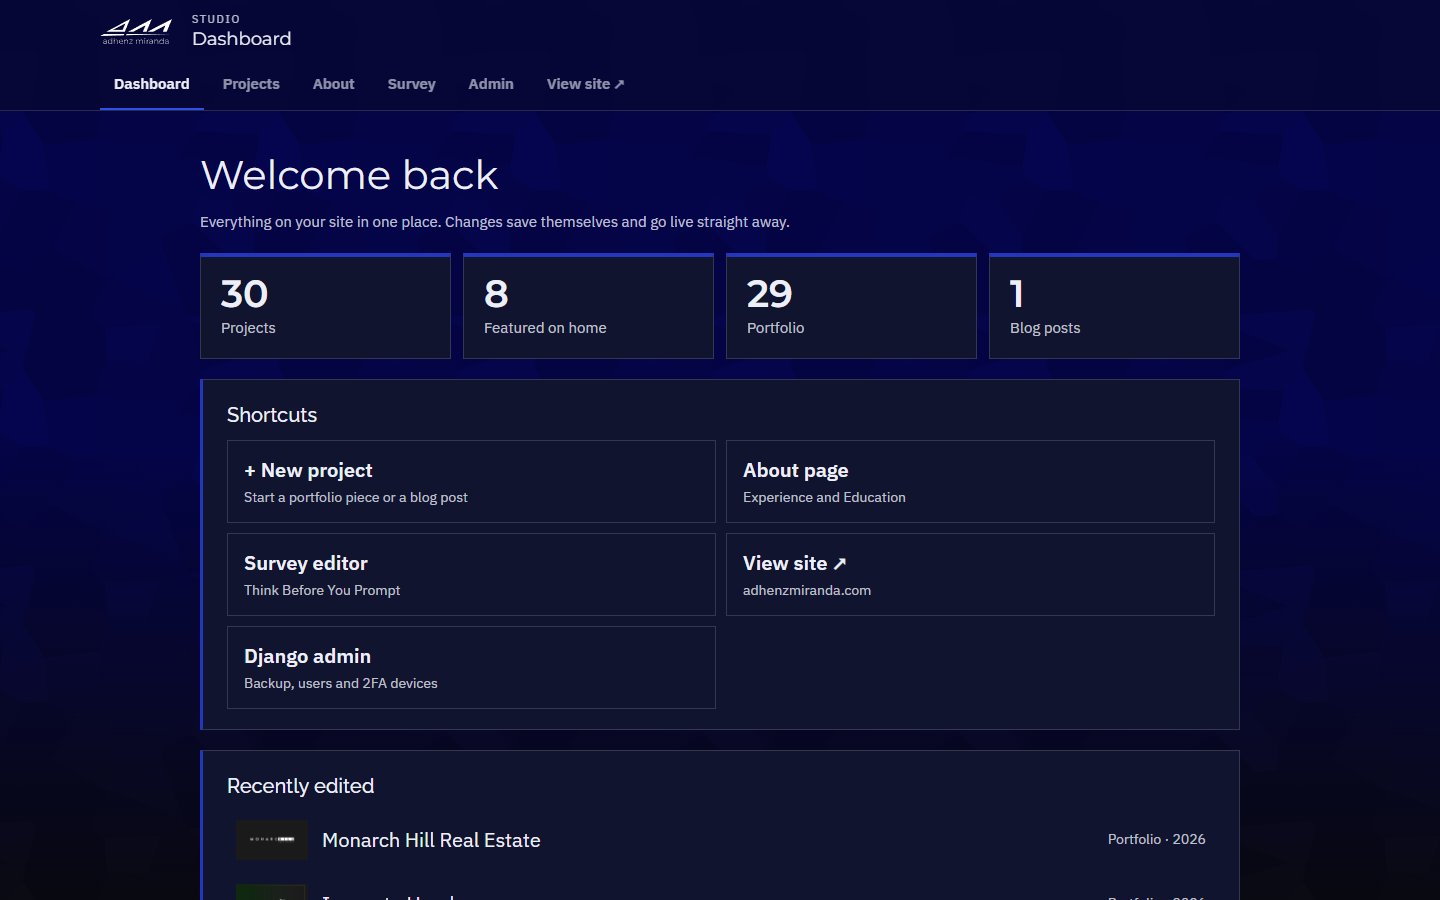 adhenz miranda
STUDIO
Dashboard
Dashboard Projects About Survey Admin View site ↗
Welcome back
Everything on your site in one place. Changes save themselves and go live straight away.
30
Projects
8
Featured on home
29
Portfolio
1
Blog posts
Shortcuts
+ New project
Start a portfolio piece or a blog post
About page
Experience and Education
Survey editor
Think Before You Prompt
View site ↗
adhenzmiranda.com
Django admin
Backup, users and 2FA devices
Recently edited
Monarch Hill Real Estate
Portfolio · 2026